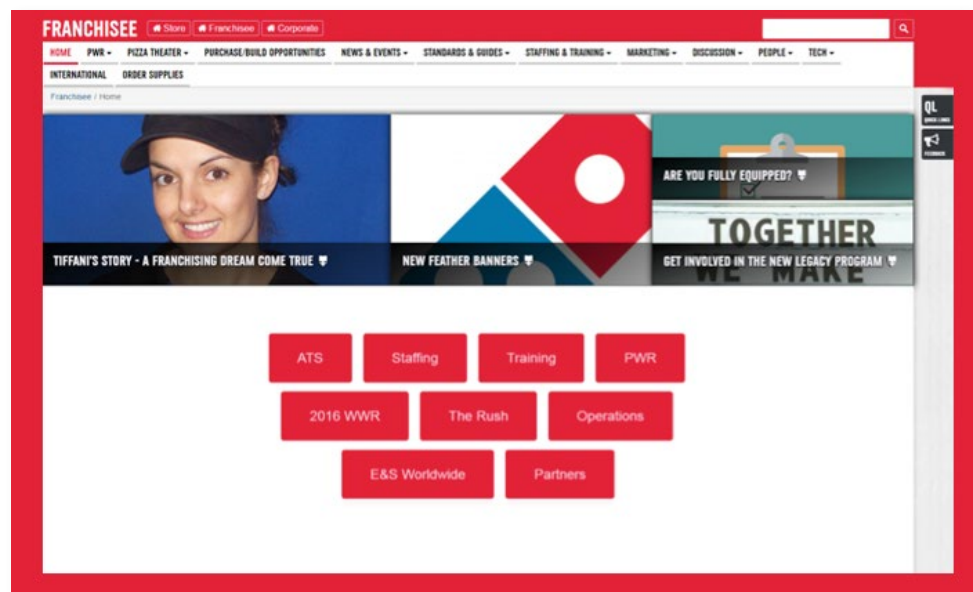 FRANCHISEE Store Franchisee Corporate
HOME PWR PIZZA THEATER PURCHASE/BUILD OPPORTUNITIES NEWS & EVENTS STANDARDS & GUIDES STAFFING & TRAINING MARKETING DISCUSSION PEOPLE TECH
INTERNATIONAL ORDER SUPPLIES
Franchisee / Home
QL
QUICK LINKS
FEEDBACK
ARE YOU FULLY EQUIPPED?
TOGETHER
WE MAKE
TIFFANI'S STORY - A FRANCHISING DREAM COME TRUE
NEW FEATHER BANNERS
GET INVOLVED IN THE NEW LEGACY PROGRAM
ATS Staffing Training PWR
2016 WWR The Rush Operations
E&S Worldwide Partners